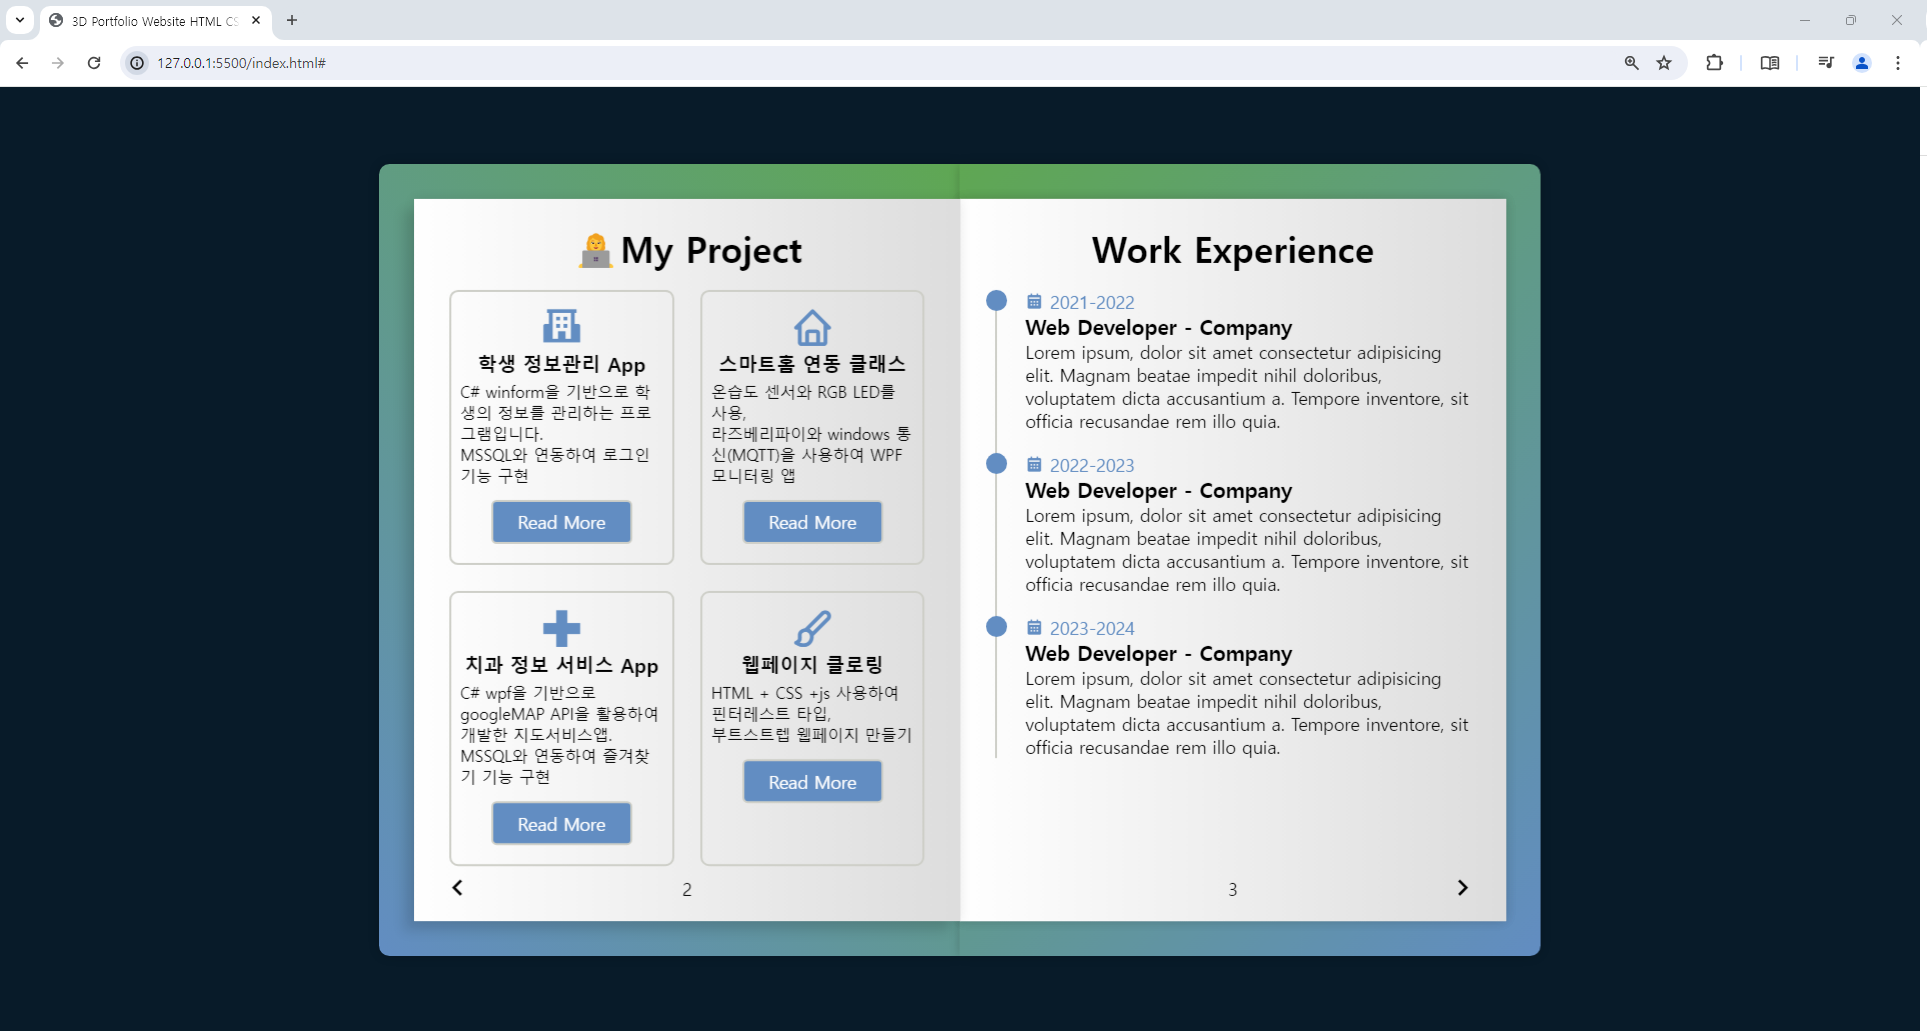 3D Portfolio Website HTML CS
127.0.0.1:5500/index.html#
My Project
학생 정보관리 App
C# winform을 기반으로 학
생의 정보를 관리하는 프로
그램입니다.
MSSQL와 연동하여 로그인
기능 구현
Read More
스마트홈 연동 클래스
온습도 센서와 RGB LED를
사용,
라즈베리파이와 windows 통
신(MQTT)을 사용하여 WPF
모니터링 앱
Read More
치과 정보 서비스 App
C# wpf을 기반으로
googleMAP API을 활용하여
개발한 지도서비스앱.
MSSQL와 연동하여 즐겨찾
기 기능 구현
Read More
웹페이지 클로링
HTML + CSS +js 사용하여
핀터레스트 타입,
부트스트렙 웹페이지 만들기
Read More
2
Work Experience
2021-2022
Web Developer - Company
Lorem ipsum, dolor sit amet consectetur adipisicing
elit. Magnam beatae impedit nihil doloribus,
voluptatem dicta accusantium a. Tempore inventore, sit
officia recusandae rem illo quia.
2022-2023
Web Developer - Company
Lorem ipsum, dolor sit amet consectetur adipisicing
elit. Magnam beatae impedit nihil doloribus,
voluptatem dicta accusantium a. Tempore inventore, sit
officia recusandae rem illo quia.
2023-2024
Web Developer - Company
Lorem ipsum, dolor sit amet consectetur adipisicing
elit. Magnam beatae impedit nihil doloribus,
voluptatem dicta accusantium a. Tempore inventore, sit
officia recusandae rem illo quia.
3